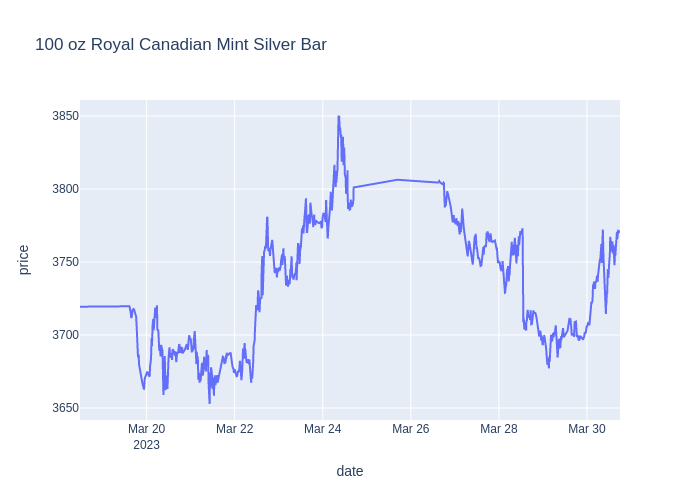 100 oz Royal Canadian Mint Silver Bar
3850
3800
3750
3700
3650
price
Mar 20
2023
Mar 22
Mar 24
Mar 26
Mar 28
Mar 30
date